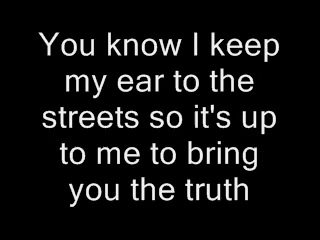 You know I keep
my ear to the
streets so it's up
to me to bring
you the truth